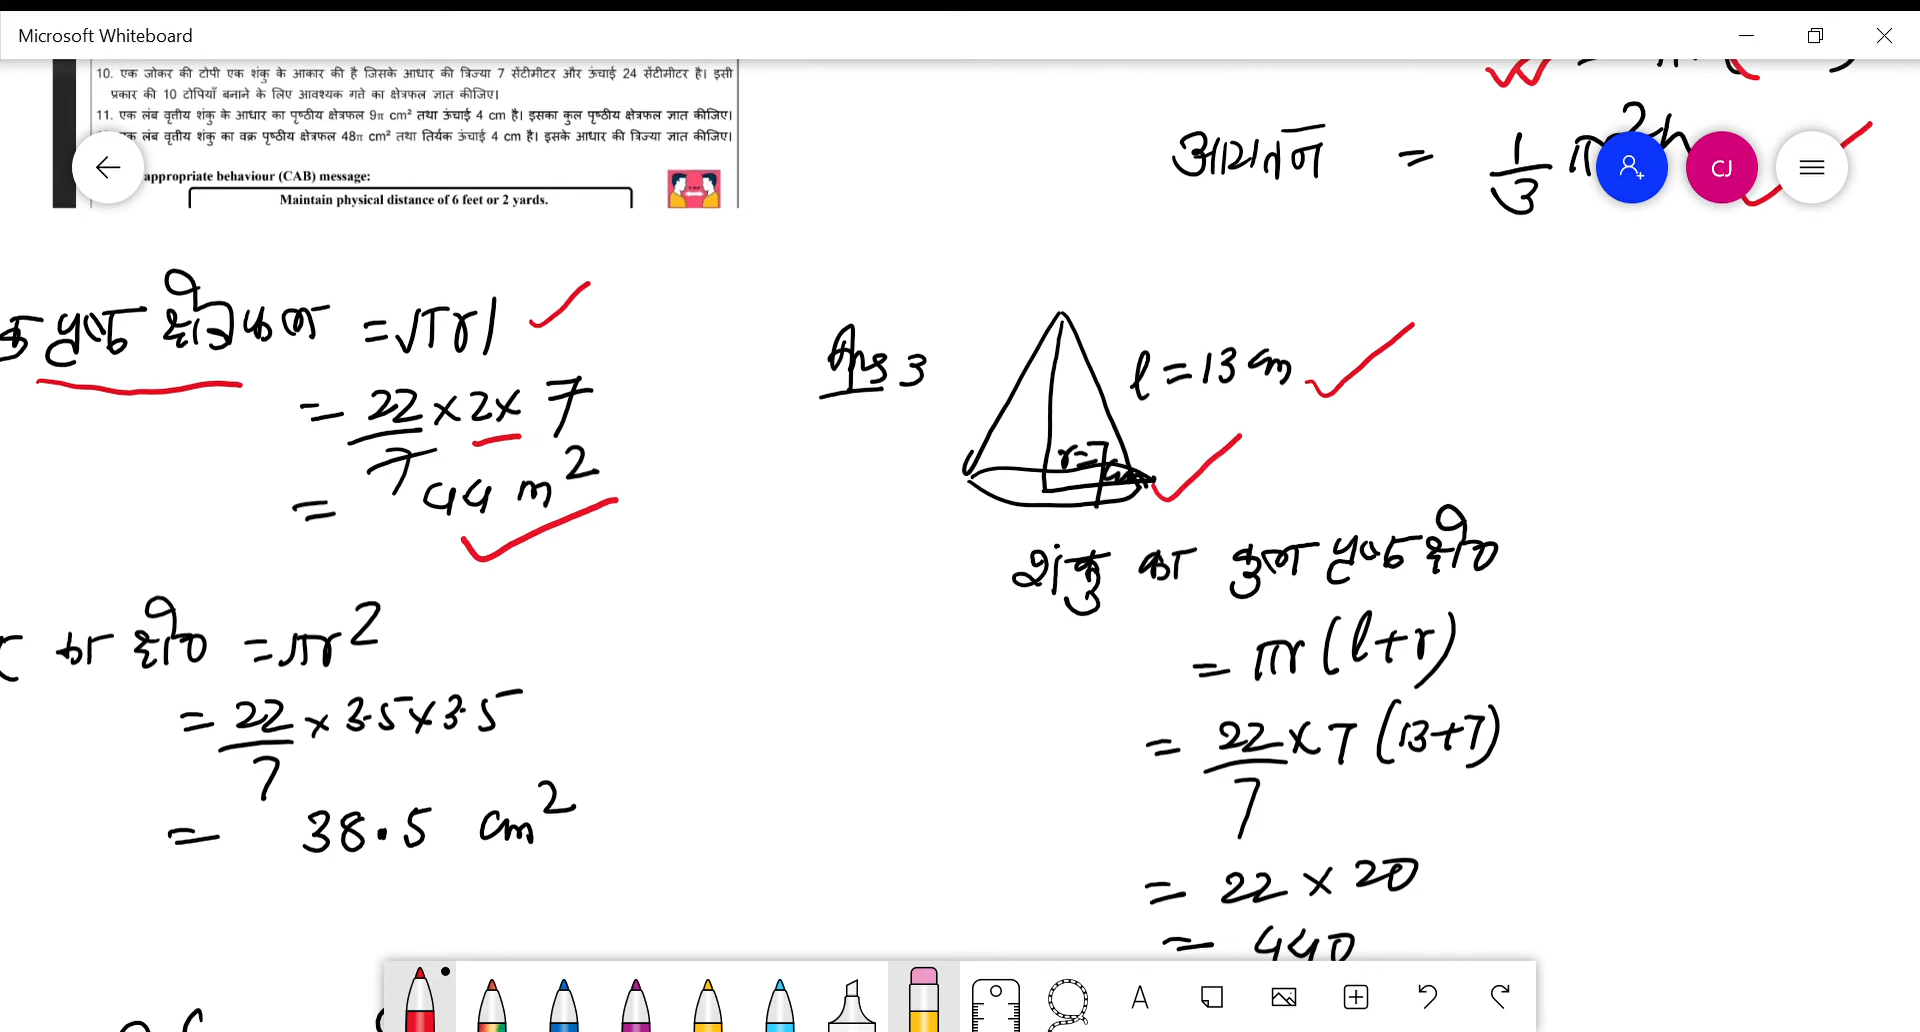 Microsoft Whiteboard
10. एक जोकर की टोपी एक शंकु के आकार की है जिसके आधार की त्रिज्या 7 सेंटीमीटर और ऊंचाई 24 सेंटीमीटर है। इसी
प्रकार की 10 टोपियाँ बनाने के लिए आवश्यक गते का क्षेत्रफल ज्ञात कीजिए।
11. एक लंब वृत्तीय शंकु के आधार का पृष्ठीय क्षेत्रफल 9π cm² तथा ऊंचाई 4 cm है। इसका कुल पृष्ठीय क्षेत्रफल ज्ञात कीजिए।
लंब वृत्तीय शंकु का वक्र पृष्ठीय क्षेत्रफल 48π cm² तथा तिर्यक ऊंचाई 4 cm है। इसके आधार की त्रिज्या ज्ञात कीजिए।
appropriate behaviour (CAB) message:
Maintain physical distance of 6 feet or 2 yards.
आयतन = 1/3 πr²h
CJ
पृष्ठ क्षेत्रफल = πrl
= 22/7 × 2 × 7
= 44 m²
का क्षे० = πr²
= 22/7 × 3.5 × 3.5
= 38.5 cm²
Ans 3
l = 13 cm
r = 7 cm
शंकु का कुल पृष्ठ क्षे०
= πr (l+r)
= 22/7 × 7 (13+7)
= 22 × 20
= 440